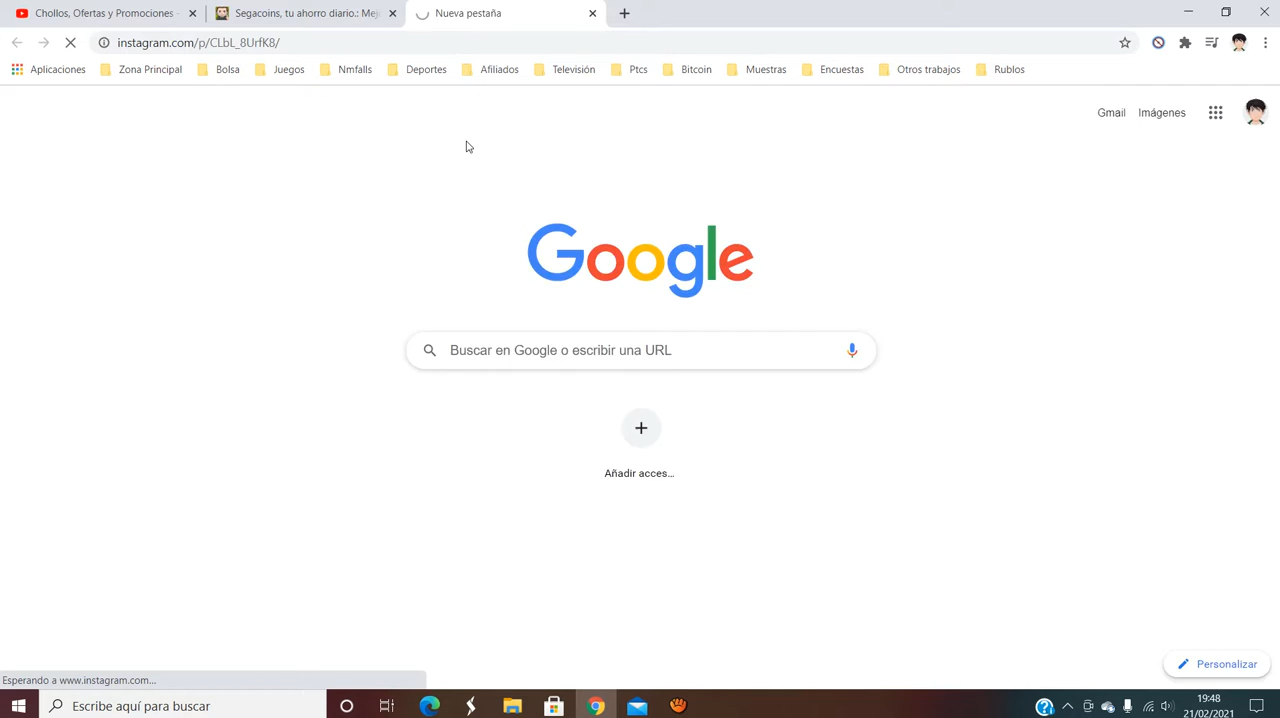 Chollos, Ofertas y Promociones -
Segacoins, tu ahorro diario.: Mej
Nueva pestaña
instagram.com/p/CLbL_8UrfK8/
Aplicaciones
Zona Principal
Bolsa
Juegos
Nmfalls
Deportes
Afiliados
Televisión
Ptcs
Bitcoin
Muestras
Encuestas
Otros trabajos
Rublos
Gmail
Imágenes
Google
Buscar en Google o escribir una URL
Añadir acces...
Personalizar
Esperando a www.instagram.com...
Escribe aquí para buscar
19:48
21/02/2021